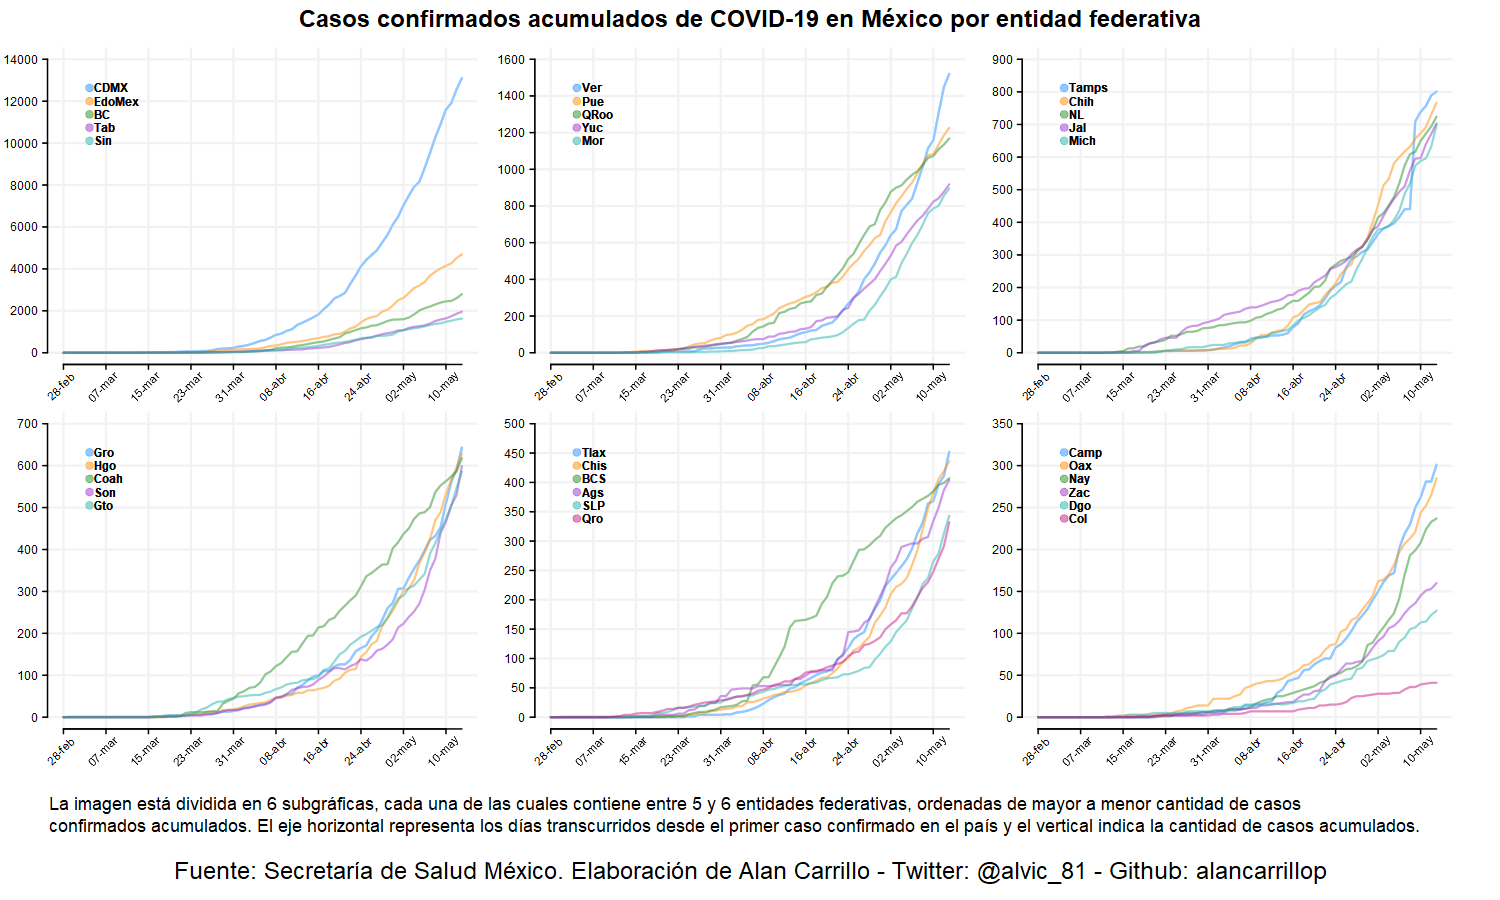 Casos confirmados acumulados de COVID-19 en México por entidad federativa
14000
12000
10000
8000
6000
4000
2000
0
CDMX
EdoMex
BC
Tab
Sin
28-feb
07-mar
15-mar
23-mar
31-mar
08-abr
16-abr
24-abr
02-may
10-may
1600
1400
1200
1000
800
600
400
200
0
Ver
Pue
QRoo
Yuc
Mor
28-feb
07-mar
15-mar
23-mar
31-mar
08-abr
16-abr
24-abr
02-may
10-may
900
800
700
600
500
400
300
200
100
0
Tamps
Chih
NL
Jal
Mich
28-feb
07-mar
15-mar
23-mar
31-mar
08-abr
16-abr
24-abr
02-may
10-may
700
600
500
400
300
200
100
0
Gro
Hgo
Coah
Son
Gto
28-feb
07-mar
15-mar
23-mar
31-mar
08-abr
16-abr
24-abr
02-may
10-may
500
450
400
350
300
250
200
150
100
50
0
Tlax
Chis
BCS
Ags
SLP
Qro
28-feb
07-mar
15-mar
23-mar
31-mar
08-abr
16-abr
24-abr
02-may
10-may
350
300
250
200
150
100
50
0
Camp
Oax
Nay
Zac
Dgo
Col
28-feb
07-mar
15-mar
23-mar
31-mar
08-abr
16-abr
24-abr
02-may
10-may
La imagen está dividida en 6 subgráficas, cada una de las cuales contiene entre 5 y 6 entidades federativas, ordenadas de mayor a menor cantidad de casos
confirmados acumulados. El eje horizontal representa los días transcurridos desde el primer caso confirmado en el país y el vertical indica la cantidad de casos acumulados.
Fuente: Secretaría de Salud México. Elaboración de Alan Carrillo - Twitter: @alvic_81 - Github: alancarrillop